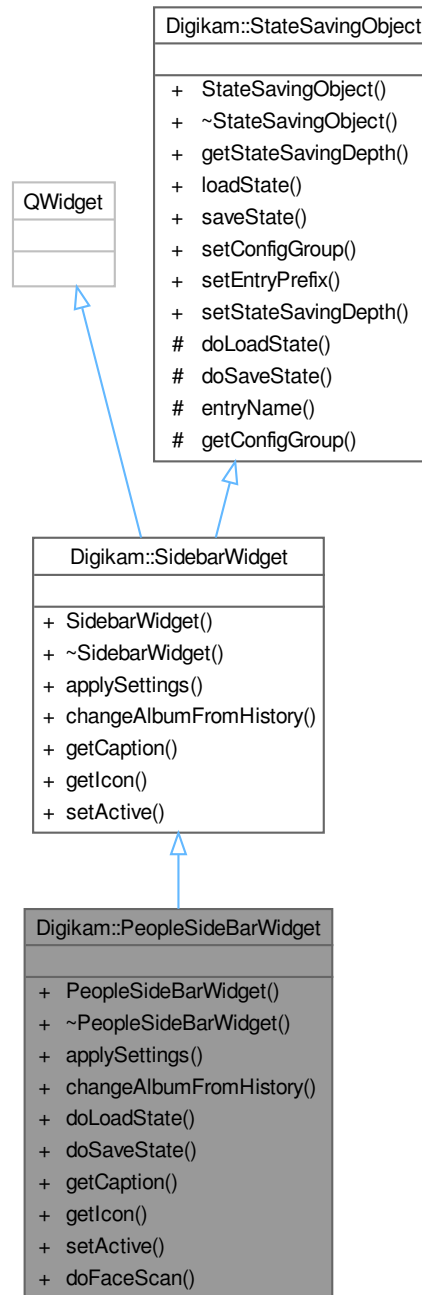 Digikam::StateSavingObject
+ StateSavingObject()
+ ~StateSavingObject()
+ getStateSavingDepth()
+ loadState()
+ saveState()
+ setConfigGroup()
+ setEntryPrefix()
+ setStateSavingDepth()
# doLoadState()
# doSaveState()
# entryName()
# getConfigGroup()
QWidget
Digikam::SidebarWidget
+ SidebarWidget()
+ ~SidebarWidget()
+ applySettings()
+ changeAlbumFromHistory()
+ getCaption()
+ getIcon()
+ setActive()
Digikam::PeopleSideBarWidget
+ PeopleSideBarWidget()
+ ~PeopleSideBarWidget()
+ applySettings()
+ changeAlbumFromHistory()
+ doLoadState()
+ doSaveState()
+ getCaption()
+ getIcon()
+ setActive()
+ doFaceScan()